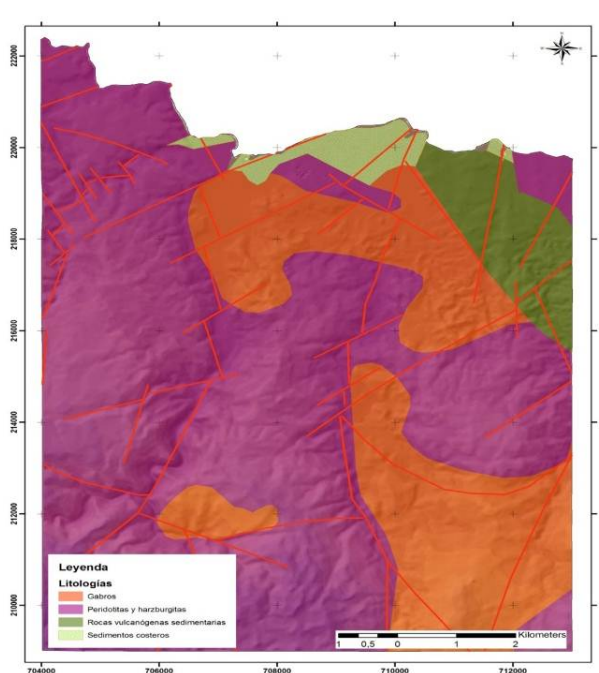 222000
220000
218000
216000
214000
212000
210000
Leyenda
Litologías
Gabros
Peridotitas y harzburgitas
Rocas vulcanógenas sedimentarias
Sedimentos costeros
Kilometers
1 0,5 0 1 2
704000 706000 708000 710000 712000